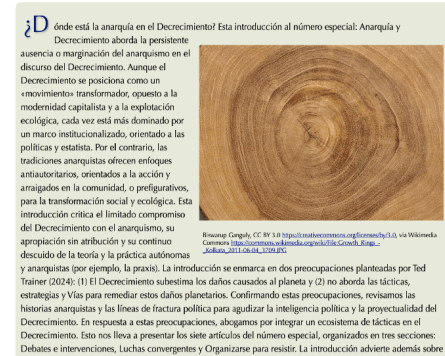 ¿Dónde está la anarquía en el Decrecimiento? Esta introducción al número especial: Anarquía y
Decrecimiento aborda la persistente
ausencia o marginación del anarquismo en el
discurso del Decrecimiento. Aunque el
Decrecimiento se posiciona como un
«movimiento» transformador, opuesto a la
modernidad capitalista y a la explotación
ecológica, cada vez está más dominado por
un marco institucionalizado, orientado a las
políticas y estatista. Por el contrario, las
tradiciones anarquistas ofrecen enfoques
antiautoritarios, orientados a la acción y
arraigados en la comunidad, o prefigurativos,
para la transformación social y ecológica. Esta
introducción critica el limitado compromiso
del Decrecimiento con el anarquismo, su
apropiación sin atribución y su continuo
descuido de la teoría y la práctica autónomas
Biswarup Ganguly, CC BY 3.0 https://creativecommons.org/licenses/by/3.0, via Wikimedia
Commons https://commons.wikimedia.org/wiki/File:Growth_Rings_-
_Kolkata_2011-06-04_3709.JPG
y anarquistas (por ejemplo, la praxis). La introducción se enmarca en dos preocupaciones planteadas por Ted
Trainer (2024): (1) El Decrecimiento subestima los daños causados al planeta y (2) no aborda las tácticas,
estrategias y Vías para remediar estos daños planetarios. Confirmando estas preocupaciones, revisamos las
historias anarquistas y las líneas de fractura política para agudizar la inteligencia política y la proyectualidad del
Decrecimiento. En respuesta a estas preocupaciones, abogamos por integrar un ecosistema de tácticas en el
Decrecimiento. Esto nos lleva a presentar los siete artículos del número especial, organizados en tres secciones:
Debates e intervenciones, Luchas convergentes y Organizarse para resistir. La introducción advierte además sobre